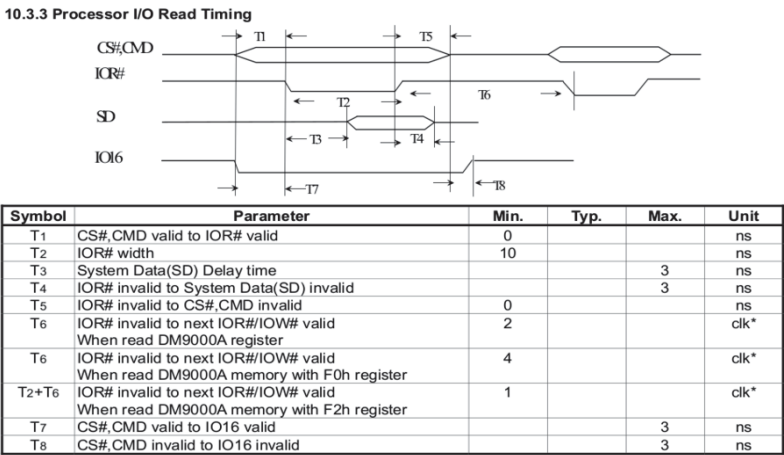 10.3.3 Processor I/O Read Timing
T1
T5
CS#,CMD
IOR#
T2
T6
SD
T3
T4
IO16
T7
T8
Symbol Parameter Min. Typ. Max. Unit
T1 CS#,CMD valid to IOR# valid 0 ns
T2 IOR# width 10 ns
T3 System Data(SD) Delay time 3 ns
T4 IOR# invalid to System Data(SD) invalid 3 ns
T5 IOR# invalid to CS#,CMD invalid 0 ns
T6 IOR# invalid to next IOR#/IOW# valid 2 clk*
When read DM9000A register
T6 IOR# invalid to next IOR#/IOW# valid 4 clk*
When read DM9000A memory with F0h register
T2+T6 IOR# invalid to next IOR#/IOW# valid 1 clk*
When read DM9000A memory with F2h register
T7 CS#,CMD valid to IO16 valid 3 ns
T8 CS#,CMD invalid to IO16 invalid 3 ns